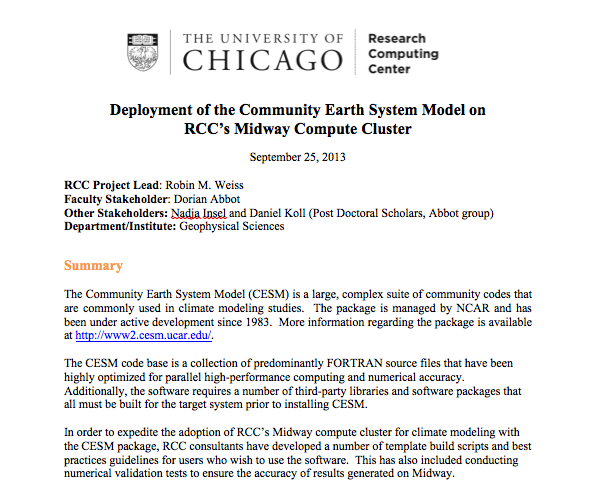 THE UNIVERSITY OF
CHICAGO
Research
Computing
Center
Deployment of the Community Earth System Model on
RCC's Midway Compute Cluster
September 25, 2013
RCC Project Lead: Robin M. Weiss
Faculty Stakeholder: Dorian Abbot
Other Stakeholders: Nadja Insel and Daniel Koll (Post Doctoral Scholars, Abbot group)
Department/Institute: Geophysical Sciences
Summary
The Community Earth System Model (CESM) is a large, complex suite of community codes that
are commonly used in climate modeling studies.  The package is managed by NCAR and has
been under active development since 1983.  More information regarding the package is available
at http://www2.cesm.ucar.edu/.
The CESM code base is a collection of predominantly FORTRAN source files that have been
highly optimized for parallel high-performance computing and numerical accuracy.
Additionally, the software requires a number of third-party libraries and software packages that
all must be built for the target system prior to installing CESM.
In order to expedite the adoption of RCC's Midway compute cluster for climate modeling with
the CESM package, RCC consultants have developed a number of template build scripts and best
practices guidelines for users who wish to use the software.  This has also included conducting
numerical validation tests to ensure the accuracy of results generated on Midway.